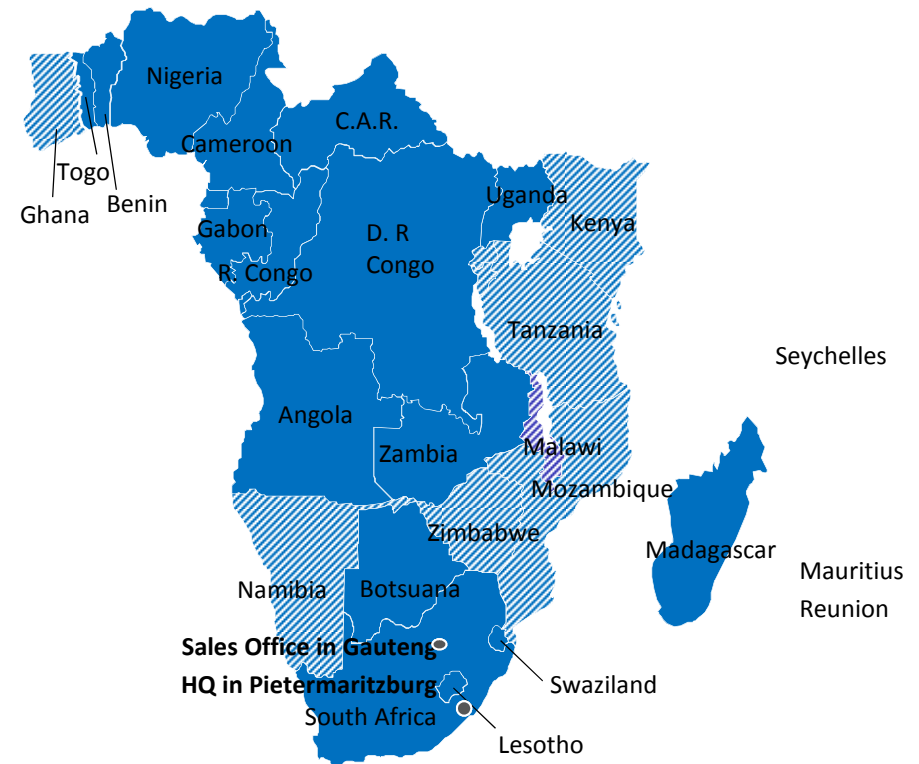 Nigeria
C.A.R.
Cameroon
Togo
Benin
Ghana
Uganda
Kenya
Gabon
D. R
Congo
R. Congo
Tanzania
Seychelles
Angola
Zambia
Malawi
Mozambique
Zimbabwe
Madagascar
Mauritius
Reunion
Namibia
Botsuana
Sales Office in Gauteng
HQ in Pietermaritzburg
Swaziland
South Africa
Lesotho